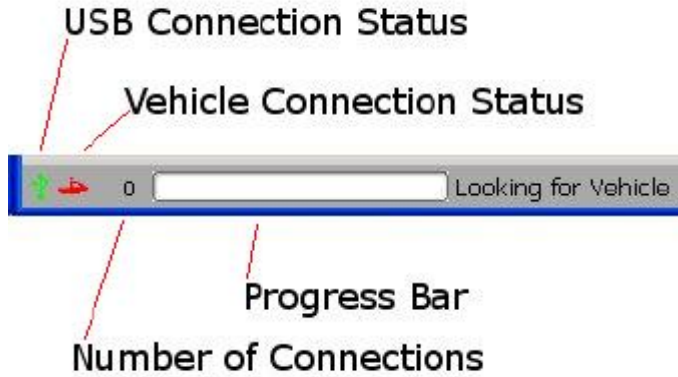 USB Connection Status
Vehicle Connection Status
0 Looking for Vehicle
Progress Bar
Number of Connections